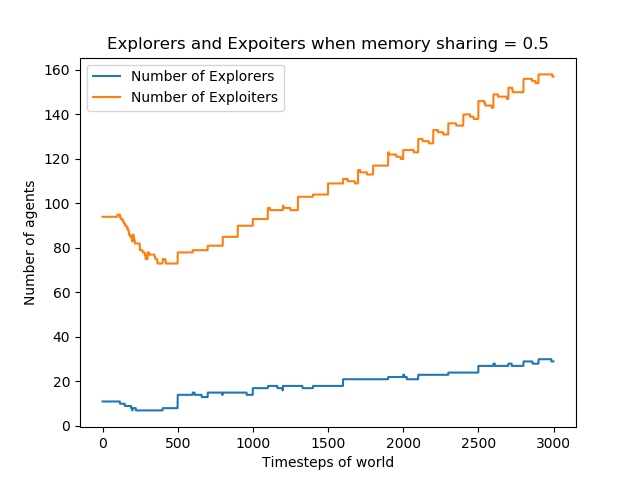 Explorers and Expoiters when memory sharing = 0.5
Number of Explorers
Number of Exploiters
160
140
120
100
80
60
40
20
0
Number of agents
0 500 1000 1500 2000 2500 3000
Timesteps of world